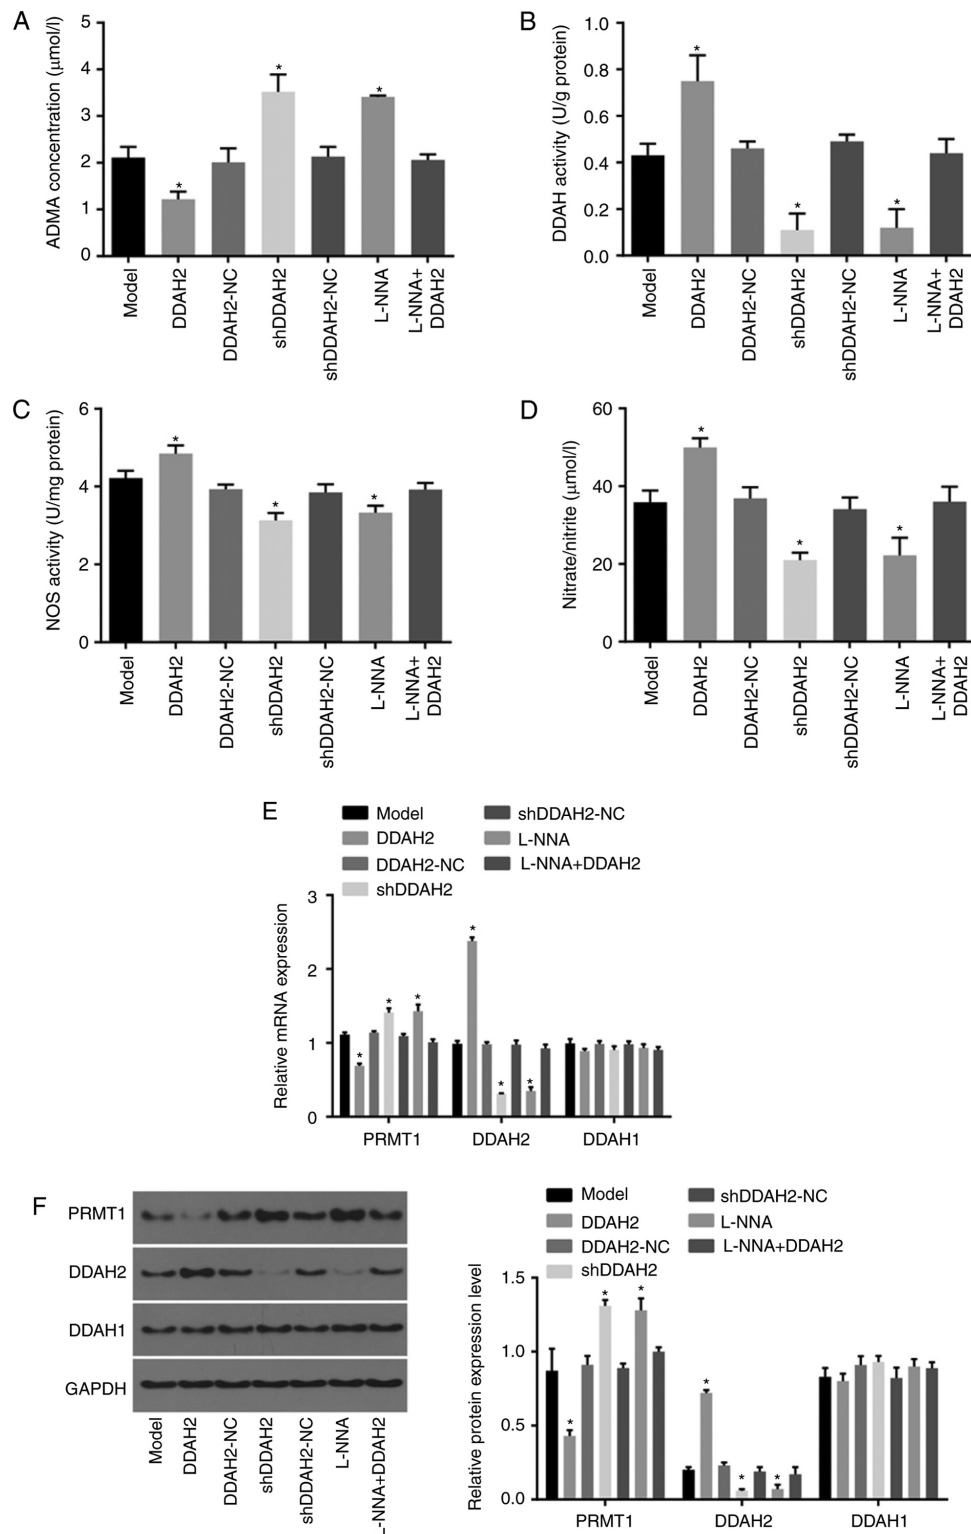 A
ADMA concentration (μmol/l)
5
4
3
2
1
0
*
*
*
Model
DDAH2
DDAH2-NC
shDDAH2
shDDAH2-NC
L-NNA
L-NNA+
DDAH2
B
DDAH activity (U/g protein)
1.0
0.8
0.6
0.4
0.2
0.0
*
*
*
Model
DDAH2
DDAH2-NC
shDDAH2
shDDAH2-NC
L-NNA
L-NNA+
DDAH2
C
NOS activity (U/mg protein)
6
4
2
0
*
*
*
Model
DDAH2
DDAH2-NC
shDDAH2
shDDAH2-NC
L-NNA
L-NNA+
DDAH2
D
Nitrate/nitrite (μmol/l)
60
40
20
0
*
*
*
Model
DDAH2
DDAH2-NC
shDDAH2
shDDAH2-NC
L-NNA
L-NNA+
DDAH2
E
Model
DDAH2
DDAH2-NC
shDDAH2
shDDAH2-NC
L-NNA
L-NNA+DDAH2
Relative mRNA expression
3
2
1
0
*
*
*
*
*
*
PRMT1
DDAH2
DDAH1
F
PRMT1
DDAH2
DDAH1
GAPDH
Model
DDAH2
DDAH2-NC
shDDAH2
shDDAH2-NC
L-NNA
L-NNA+DDAH2
Model
DDAH2
DDAH2-NC
shDDAH2
shDDAH2-NC
L-NNA
L-NNA+DDAH2
Relative protein expression level
1.5
1.0
0.5
0.0
*
*
*
*
*
*
PRMT1
DDAH2
DDAH1